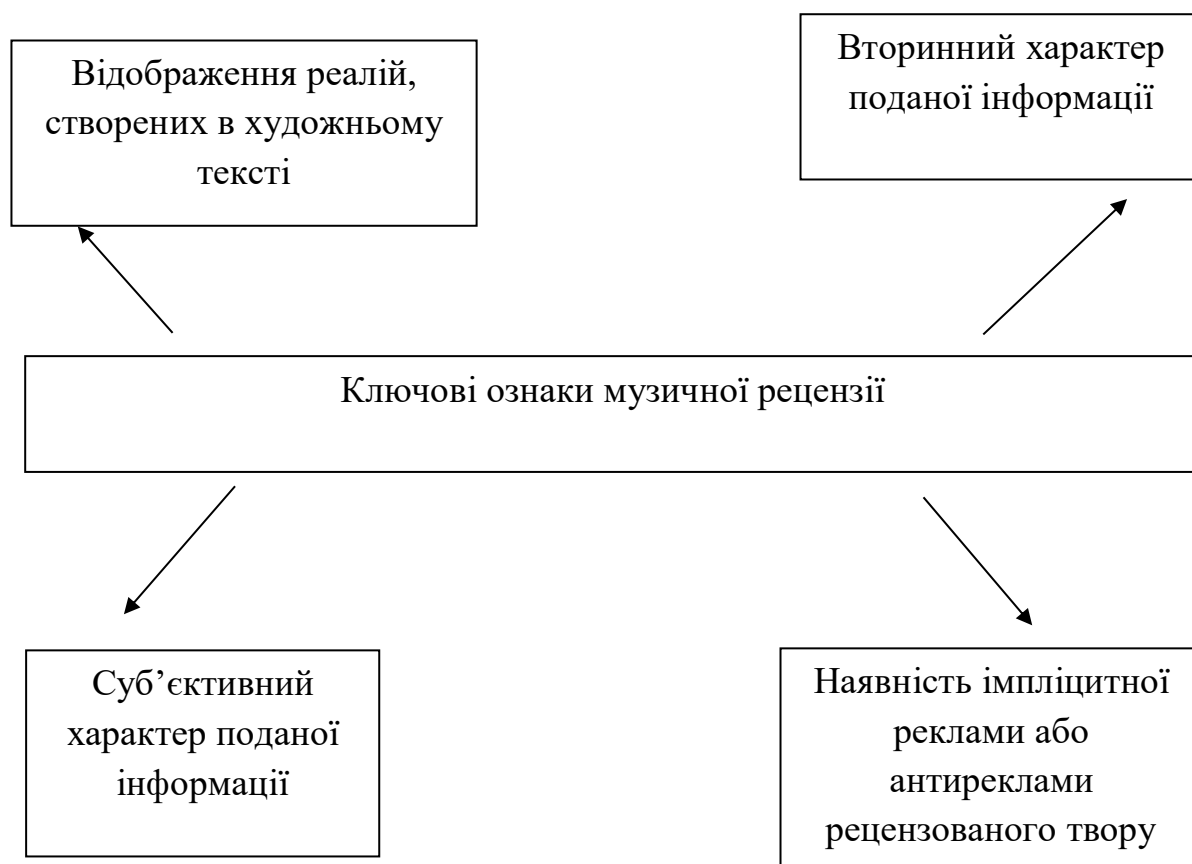 Відображення реалій,
створених в художньому
тексті
Вторинний характер
поданої інформації
Ключові ознаки музичної рецензії
Суб’єктивний
характер поданої
інформації
Наявність імпліцитної
реклами або
антиреклами
рецензованого твору